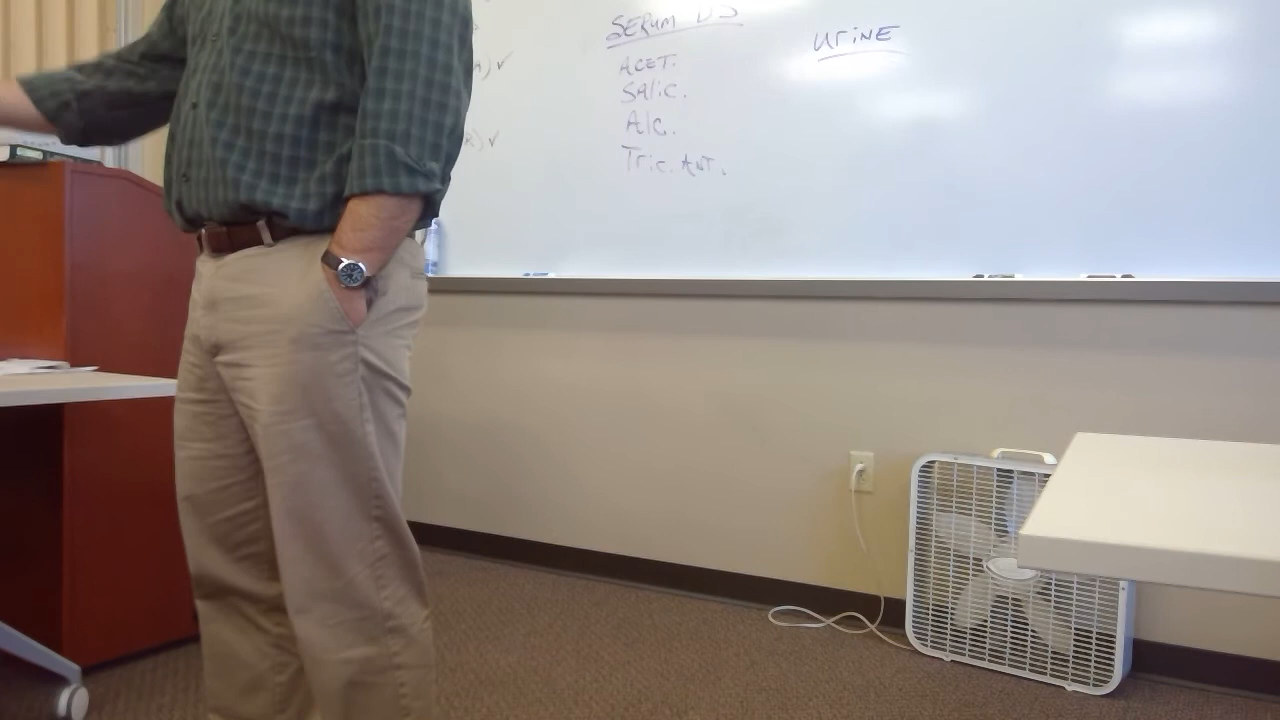 SERUM DS
URINE
A) ✓
ACET.
Salic.
Alc.
A) ✓
Tric. ANT.